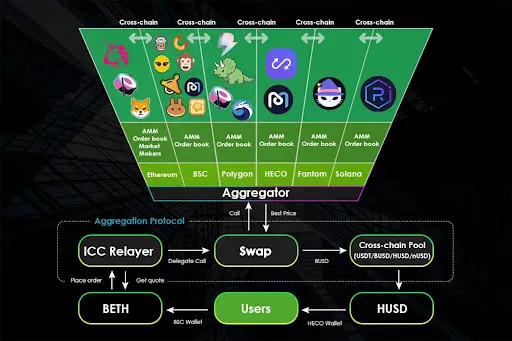 Cross-chain Cross-chain Cross-chain Cross-chain Cross-chain
AMM
Order book
Market
Makers
AMM
Order book
AMM
Order book
AMM
Order book
AMM
Order book
AMM
Order book
Ethereum BSC Polygon HECO Fantom Solana
Aggregator
Aggregation Protocol
Call
Best Price
ICC Relayer
Delegate Call
Swap
BUSD
Cross-chain Pool
(USDT/BUSD/HUSD/nUSD)
Place order
Get quote
BETH
BSC Wallet
Users
HECO Wallet
HUSD